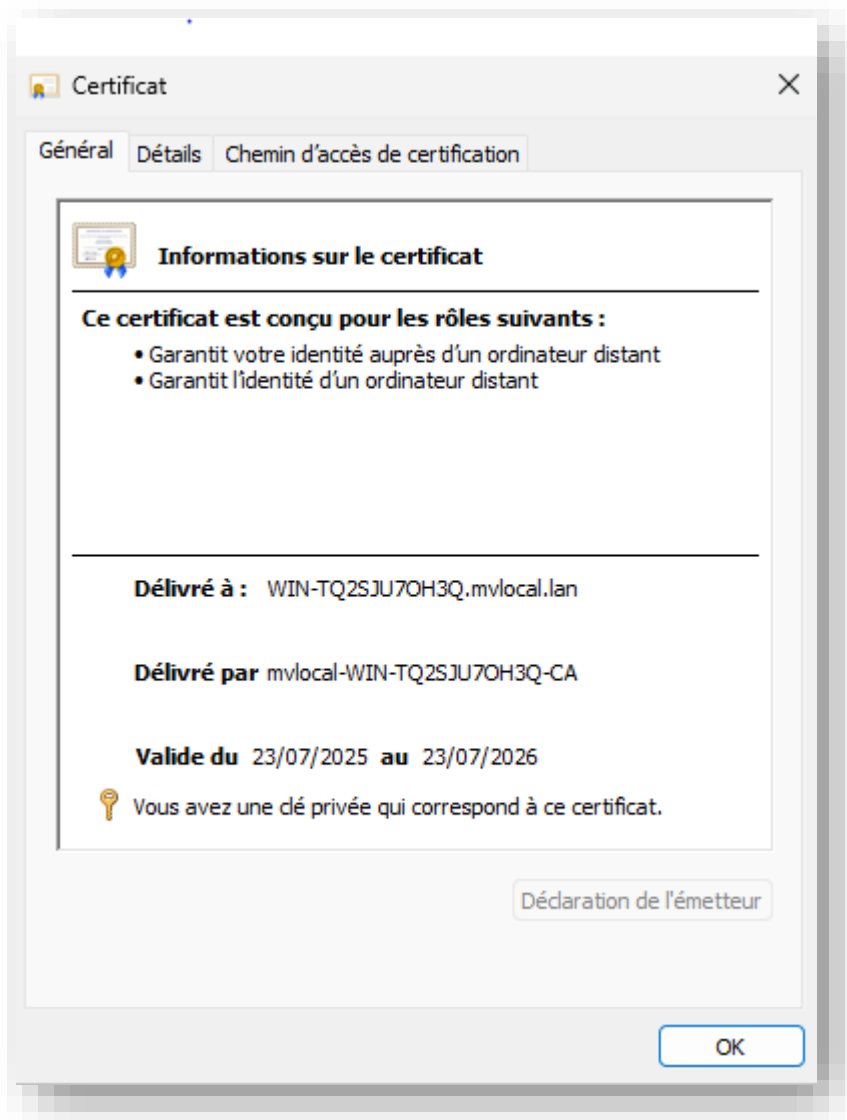 Certificat
Général Détails Chemin d'accès de certification
Informations sur le certificat
Ce certificat est conçu pour les rôles suivants :
• Garantit votre identité auprès d'un ordinateur distant
• Garantit l'identité d'un ordinateur distant
Délivré à : WIN-TQ2SJU7OH3Q.mvlocal.lan
Délivré par mvlocal-WIN-TQ2SJU7OH3Q-CA
Valide du 23/07/2025 au 23/07/2026
Vous avez une clé privée qui correspond à ce certificat.
Déclaration de l'émetteur
OK